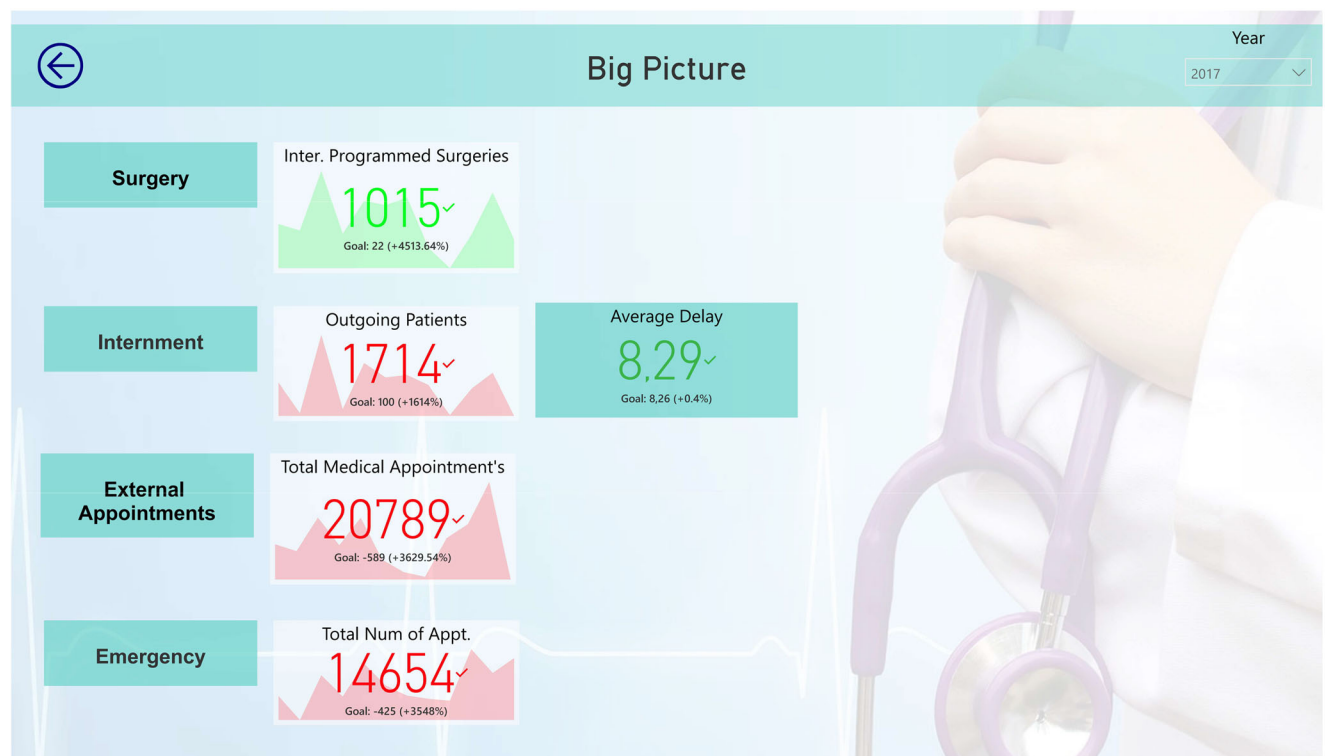 Big Picture
Year
2017
Surgery
Inter. Programmed Surgeries
1015
Goal: 22 (+4513.64%)
Internment
Outgoing Patients
1714
Goal: 100 (+1614%)
Average Delay
8,29
Goal: 8,26 (+0.4%)
External
Appointments
Total Medical Appointment's
20789
Goal: -589 (+3629.54%)
Emergency
Total Num of Appt.
14654
Goal: -425 (+3548%)